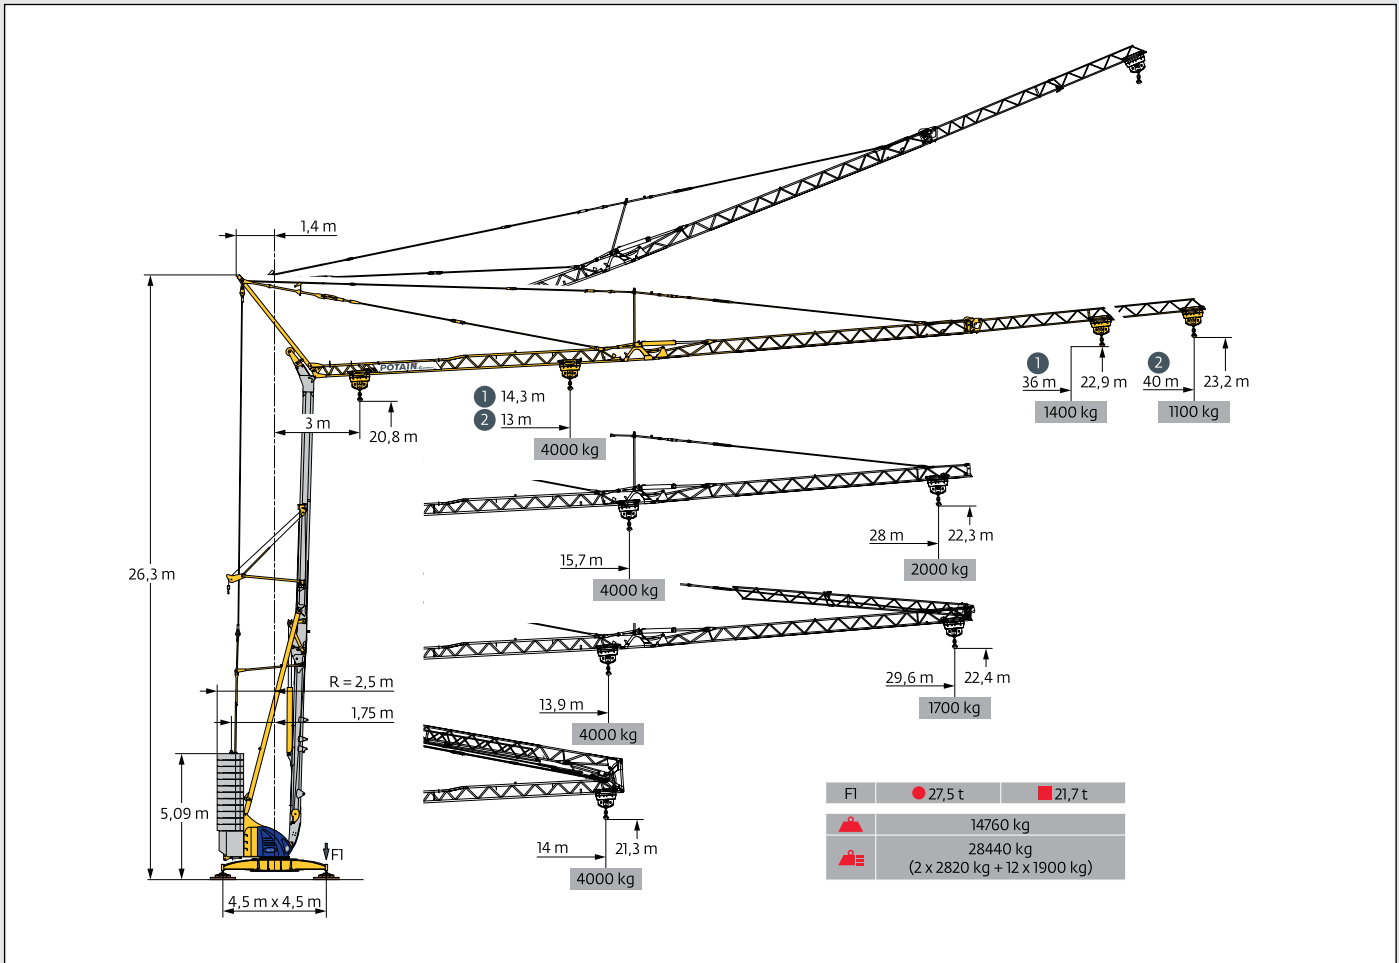 1,4 m
POTAIN
1 14,3 m
2 13 m
4000 kg
3 m
20,8 m
1
36 m
22,9 m
1400 kg
2
40 m
23,2 m
1100 kg
26,3 m
15,7 m
4000 kg
28 m
22,3 m
2000 kg
R = 2,5 m
1,75 m
13,9 m
4000 kg
29,6 m
22,4 m
1700 kg
5,09 m
F1
14 m
21,3 m
4000 kg
4,5 m x 4,5 m
F1 27,5 t 21,7 t
14760 kg
28440 kg
(2 x 2820 kg + 12 x 1900 kg)